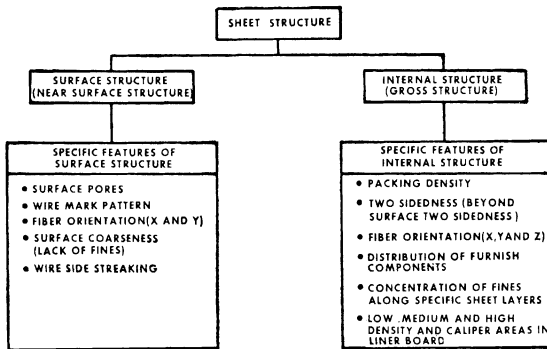 SHEET STRUCTURE
SURFACE STRUCTURE
(NEAR SURFACE STRUCTURE)
INTERNAL STRUCTURE
(GROSS STRUCTURE)
SPECIFIC FEATURES OF
SURFACE STRUCTURE
• SURFACE PORES
• WIRE MARK PATTERN
• FIBER ORIENTATION(X AND Y)
• SURFACE COARSENESS
(LACK OF FINES)
• WIRE SIDE STREAKING
SPECIFIC FEATURES OF
INTERNAL STRUCTURE
• PACKING DENSITY
• TWO SIDEDNESS (BEYOND
SURFACE TWO SIDEDNESS)
• FIBER ORIENTATION(X,YAND Z)
• DISTRIBUTION OF FURNISH
COMPONENTS
• CONCENTRATION OF FINES
ALONG SPECIFIC SHEET LAYERS
• LOW .MEDIUM AND HIGH
DENSITY AND CALIPER AREAS IN
LINER BOARD